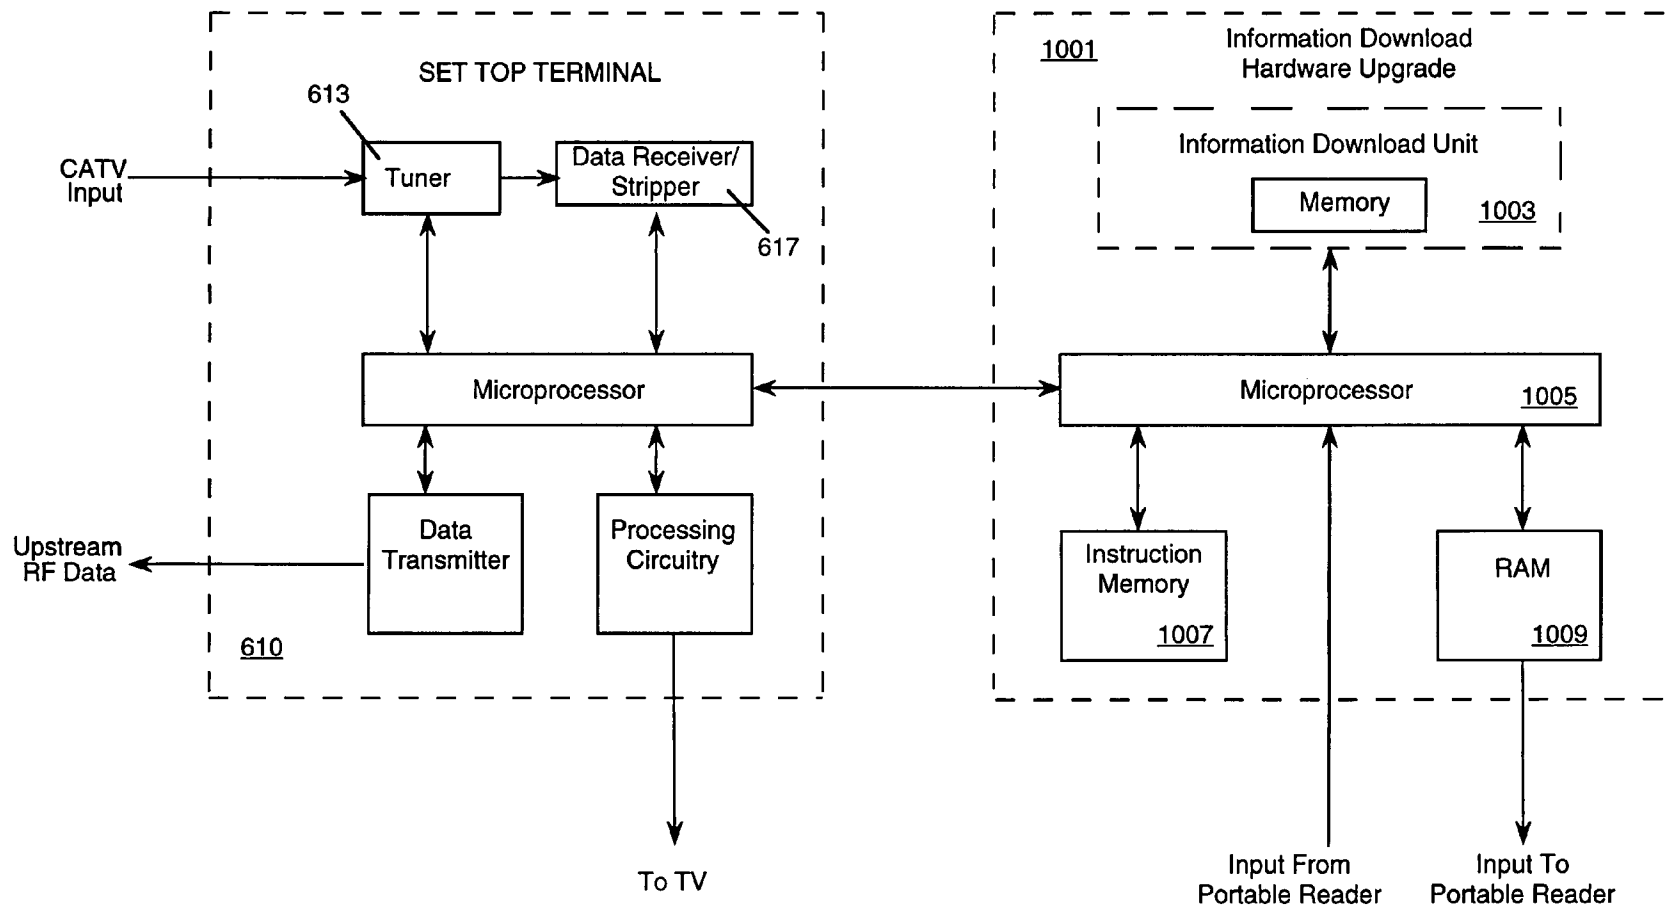 SET TOP TERMINAL
613
CATV
Input
Tuner
Data Receiver/
Stripper
617
Microprocessor
Data
Transmitter
Processing
Circuitry
Upstream
RF Data
610
To TV
1001
Information Download
Hardware Upgrade
Information Download Unit
Memory
1003
Microprocessor
1005
Instruction
Memory
1007
RAM
1009
Input From
Portable Reader
Input To
Portable Reader